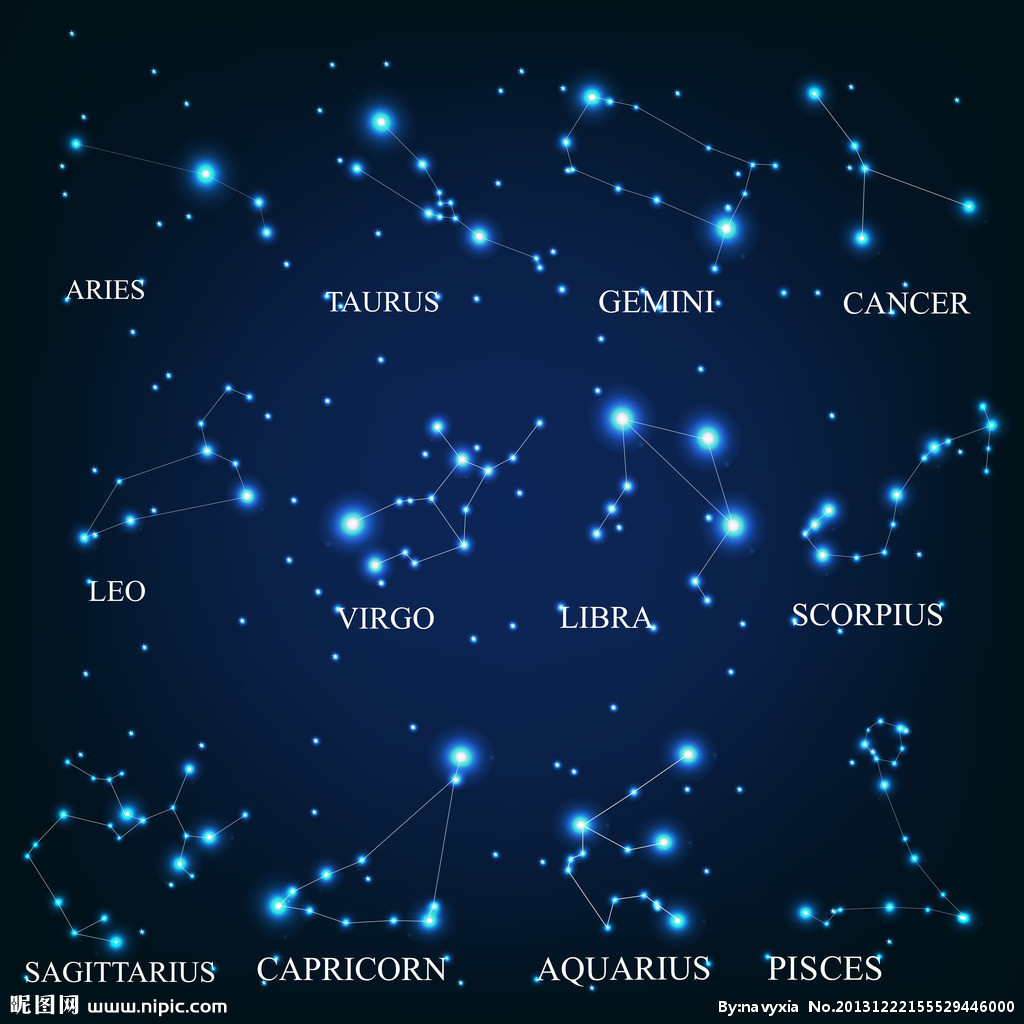 ARIES
TAURUS
GEMINI
CANCER
LEO
VIRGO
LIBRA
SCORPIUS
SAGITTARIUS
CAPRICORN
AQUARIUS
PISCES
昵图网 www.nipic.com
By:navyxia No.20131222155529446000